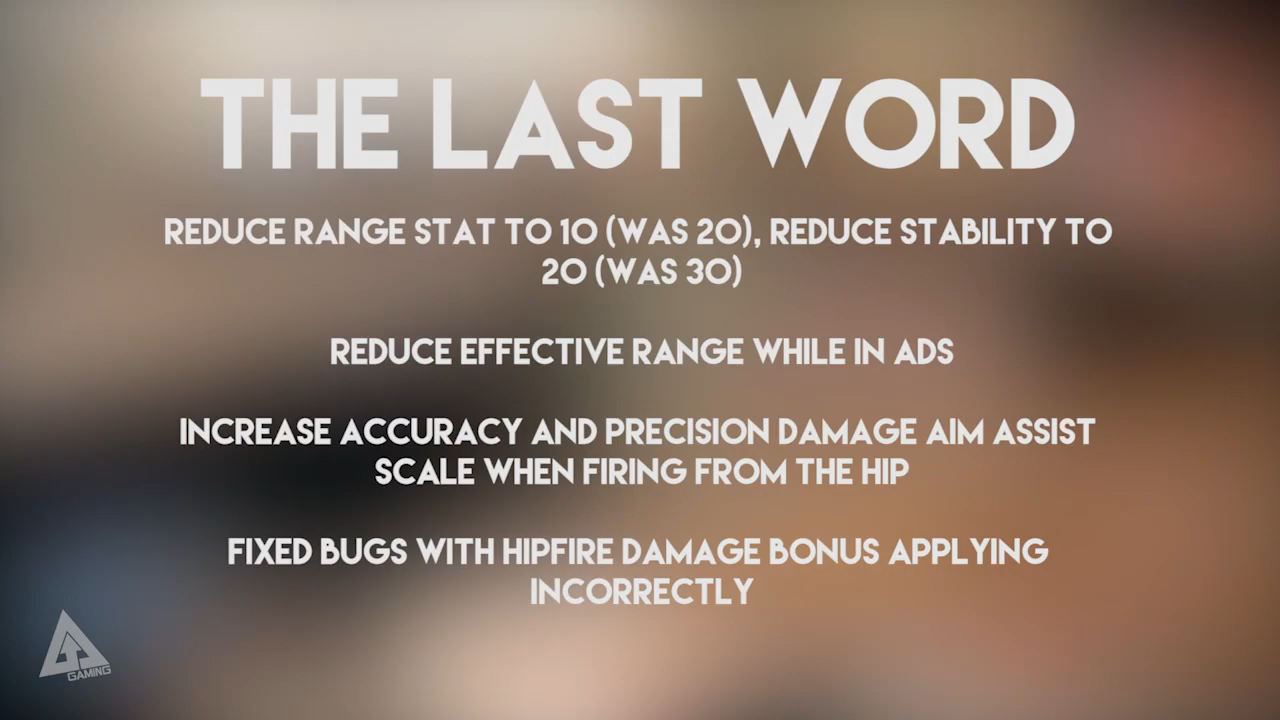 THE LAST WORD
REDUCE RANGE STAT TO 10 (WAS 20), REDUCE STABILITY TO
20 (WAS 30)
REDUCE EFFECTIVE RANGE WHILE IN ADS
INCREASE ACCURACY AND PRECISION DAMAGE AIM ASSIST
SCALE WHEN FIRING FROM THE HIP
FIXED BUGS WITH HIPFIRE DAMAGE BONUS APPLYING
INCORRECTLY
GAMING